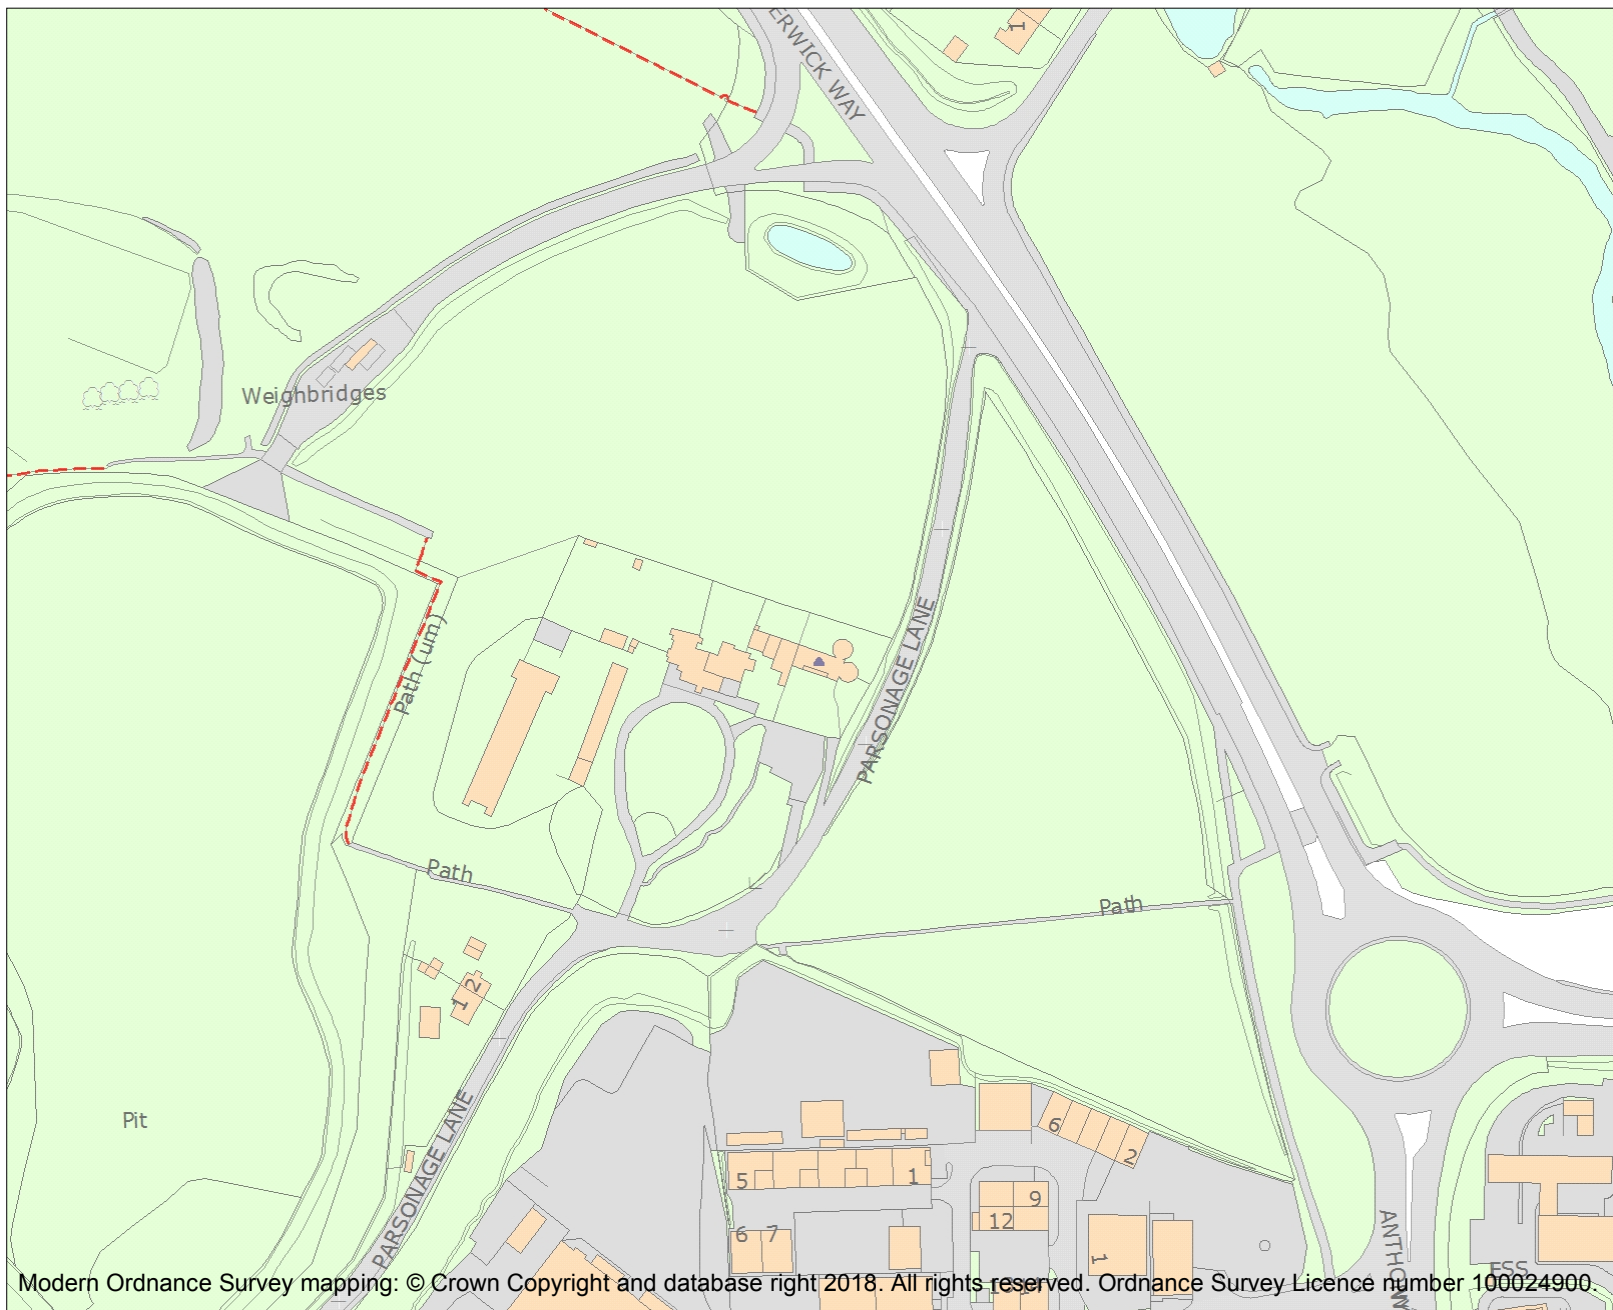 ERWICK WAY
1
Weighbridges
Path (um)
PARSONAGE LANE
Path
Path
1 2
Pit
PARSONAGE LANE
6
2
5
1
9
12
6 7
1
ESS
Modern Ordnance Survey mapping: © Crown Copyright and database right 2018. All rights reserved. Ordnance Survey Licence number 100024900.